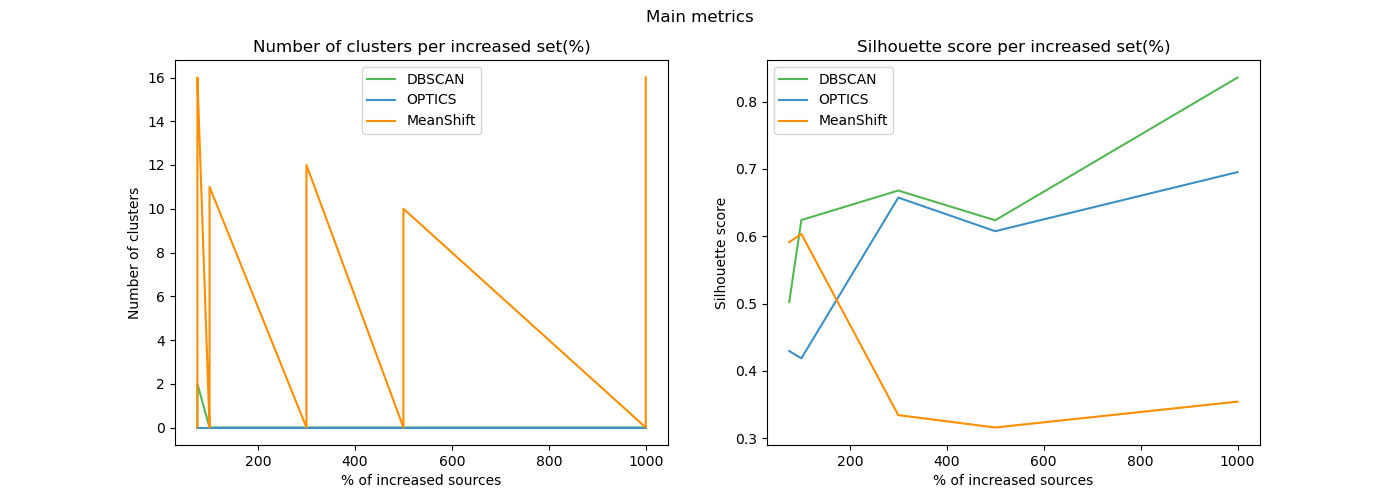 Main metrics
Number of clusters per increased set(%)
Number of clusters
16
14
12
10
8
6
4
2
0
DBSCAN
OPTICS
MeanShift
200
400
600
800
1000
% of increased sources
Silhouette score per increased set(%)
Silhouette score
0.8
0.7
0.6
0.5
0.4
0.3
DBSCAN
OPTICS
MeanShift
200
400
600
800
1000
% of increased sources